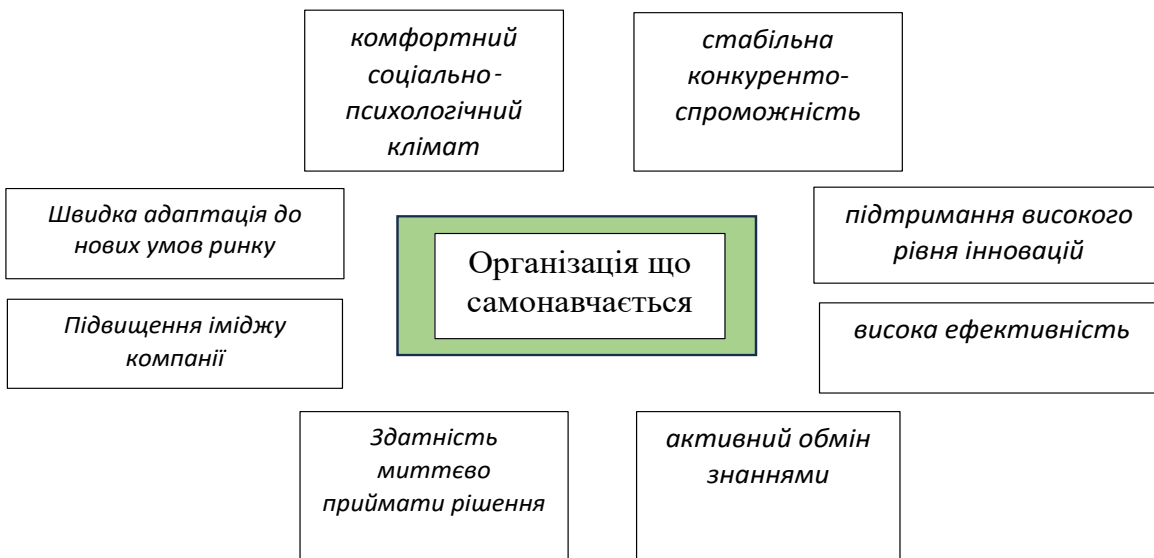 комфортний
соціально-
психологічний
клімат
стабільна
конкуренто-
спроможність
Швидка адаптація до
нових умов ринку
Організація що
самонавчається
підтримання високого
рівня інновацій
Підвищення іміджу
компанії
висока ефективність
Здатність
миттєво
приймати рішення
активний обмін
знаннями